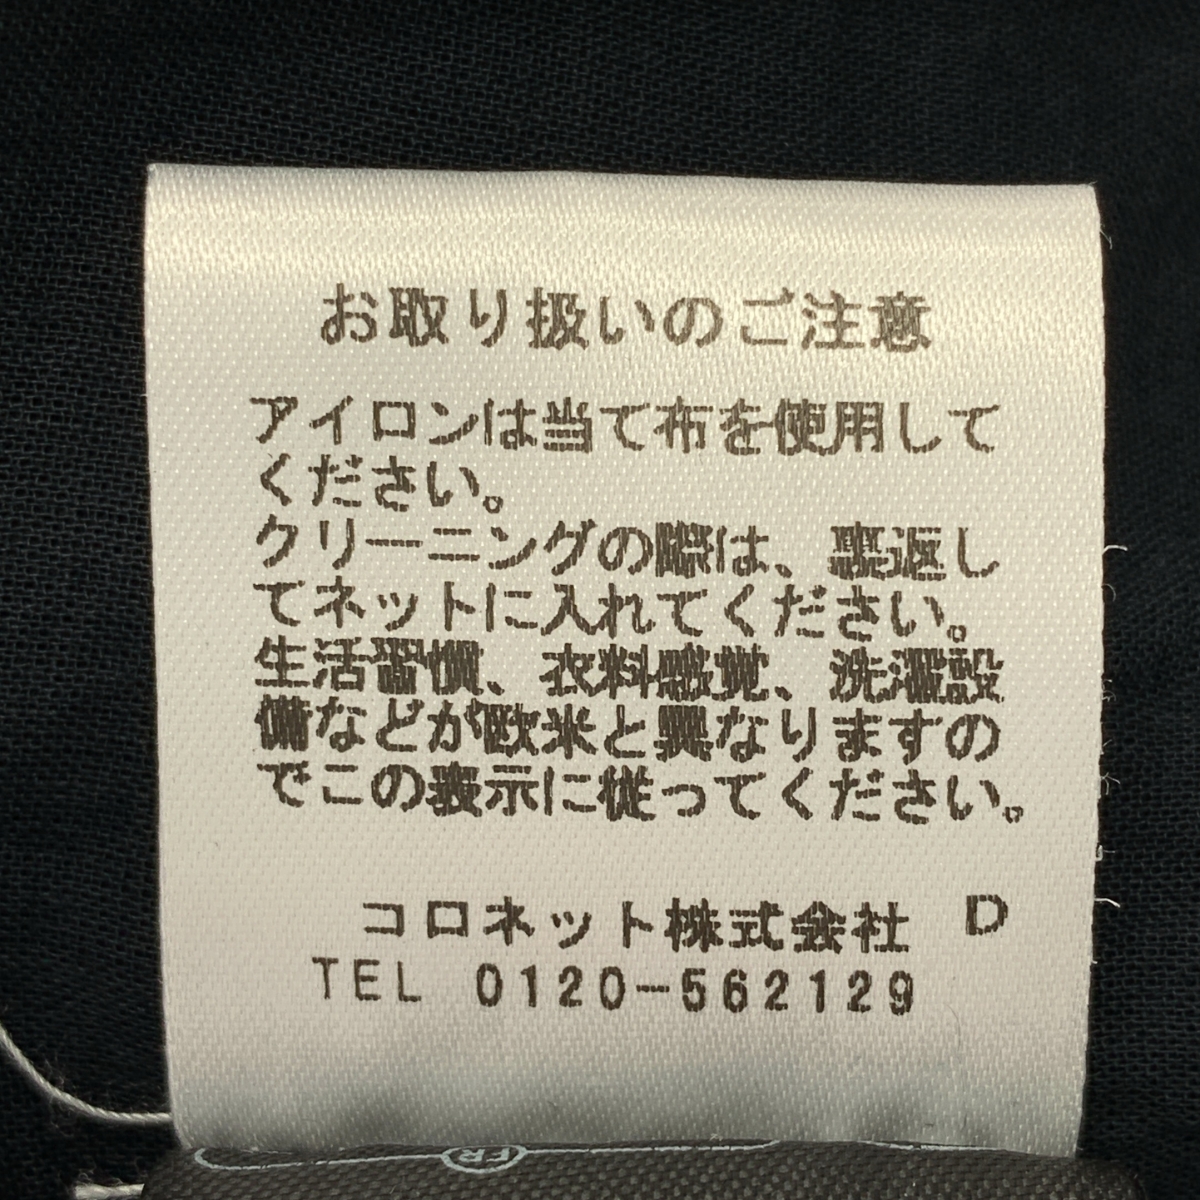 お取り扱いのご注意
アイロンは当て布を使用して
ください。
クリーニングの際は、裏返し
てネットに入れてください。
生活習慣、衣料感覚、洗濯設
備などが欧米と異なりますの
でこの表示に従ってください。
コロネット株式会社 D
TEL 0120-562129
FR